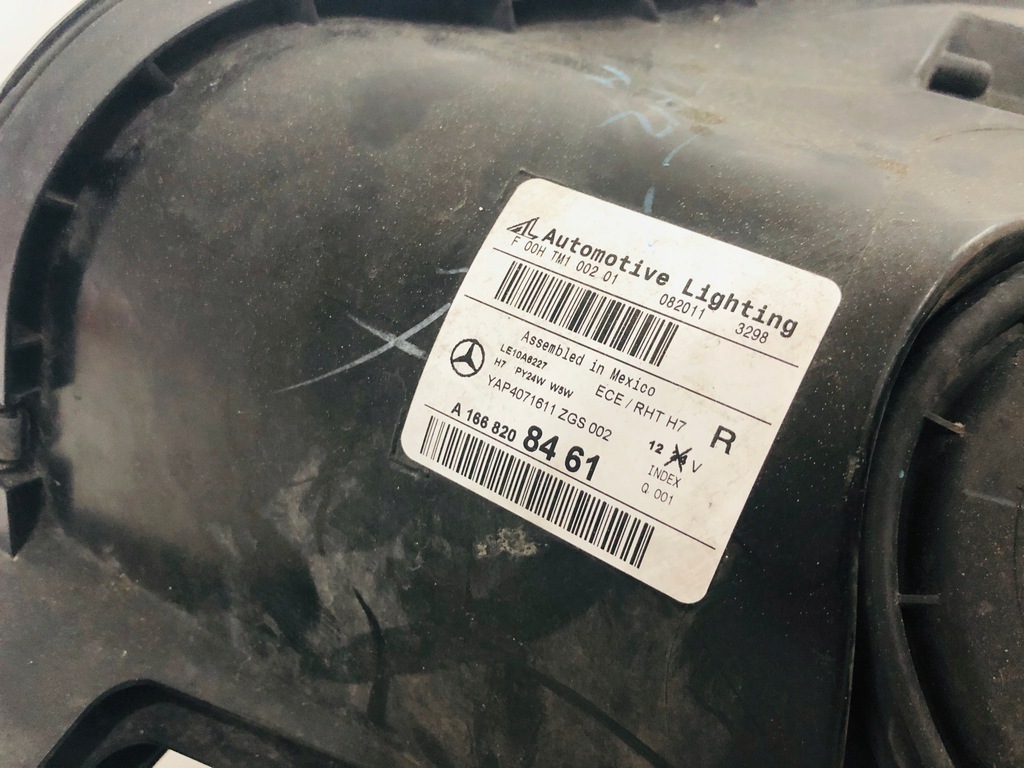 AL Automotive Lighting
F 00H TM1 002 01 082011 3298
Assembled in Mexico
LE10A6227
H7 PY24W W5W ECE / RHT H7
YAP4071611 ZGS 002 R
A 166 820 84 61 12 V
INDEX
Q 001